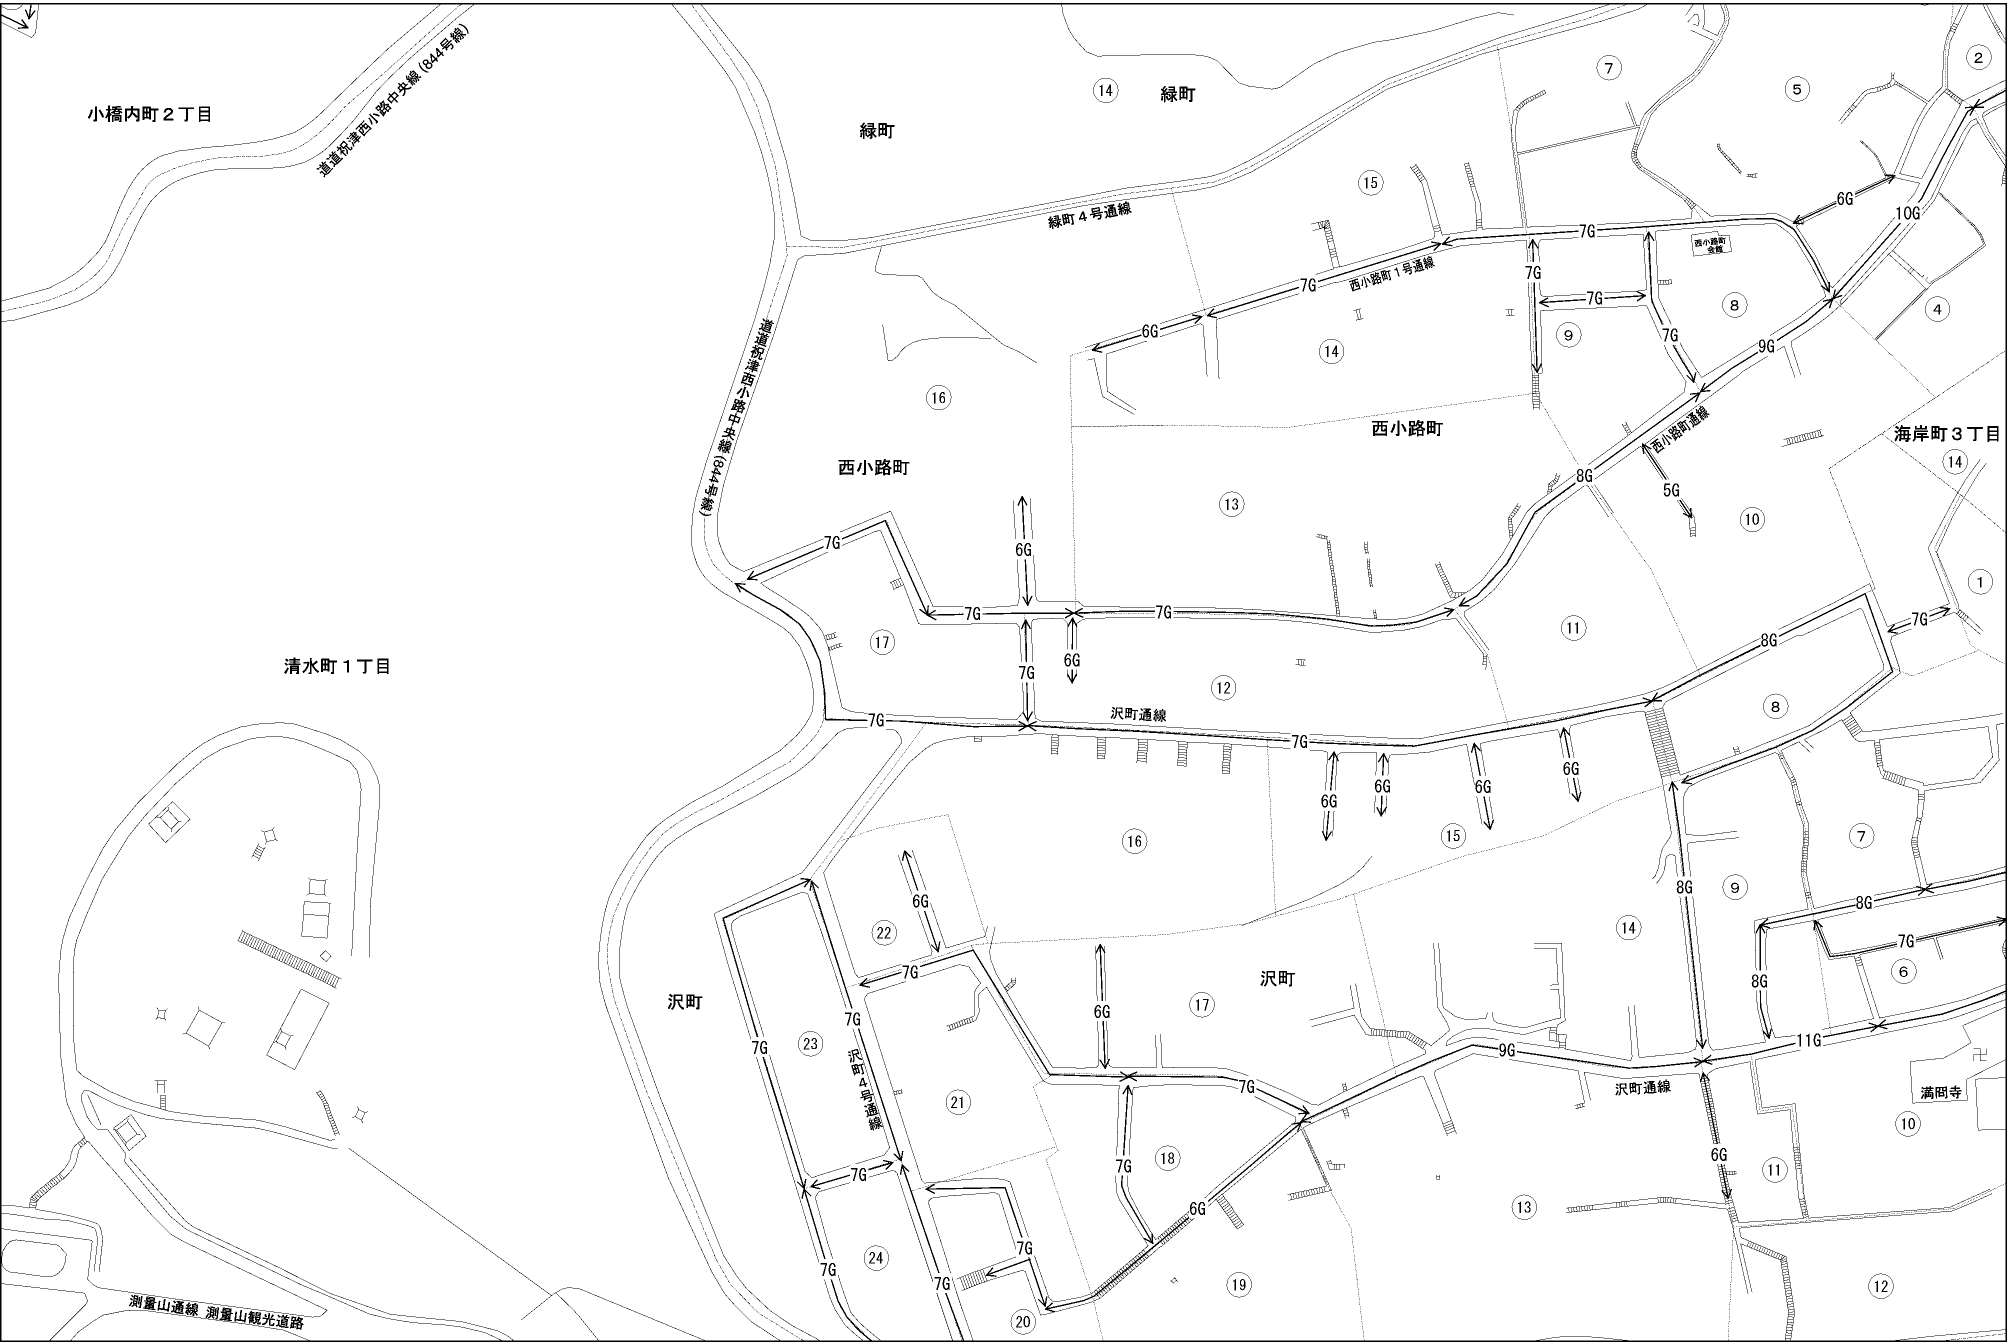 小橋内町２丁目
道道祝津西小路中央線(844号線)
⑭
緑町
緑町
⑦
⑤
②
⑮
緑町４号通線
6G
10G
7G
西小路町
会館
7G
西小路町１号通線
7G
7G
⑧
④
6G
⑭
⑨
7G
9G
道道祝津西小路中央線(844号線)
⑯
西小路町
西小路町通線
海岸町３丁目
⑭
西小路町
8G
5G
⑬
⑩
7G
6G
①
7G
7G
7G
⑰
6G
⑪
8G
清水町１丁目
7G
⑫
沢町通線
⑧
7G
7G
6G
6G
6G
6G
⑯
⑮
⑦
8G
⑨
6G
8G
㉒
⑭
7G
7G
沢町
⑰
沢町
⑥
8G
6G
7G
7G
㉓
沢町４号通線
9G
11G
7G
沢町通線
満岡寺
㉑
⑩
7G
⑱
7G
6G
⑪
6G
⑬
7G
㉔
7G
7G
⑲
⑫
⑳
測量山通線 測量山観光道路